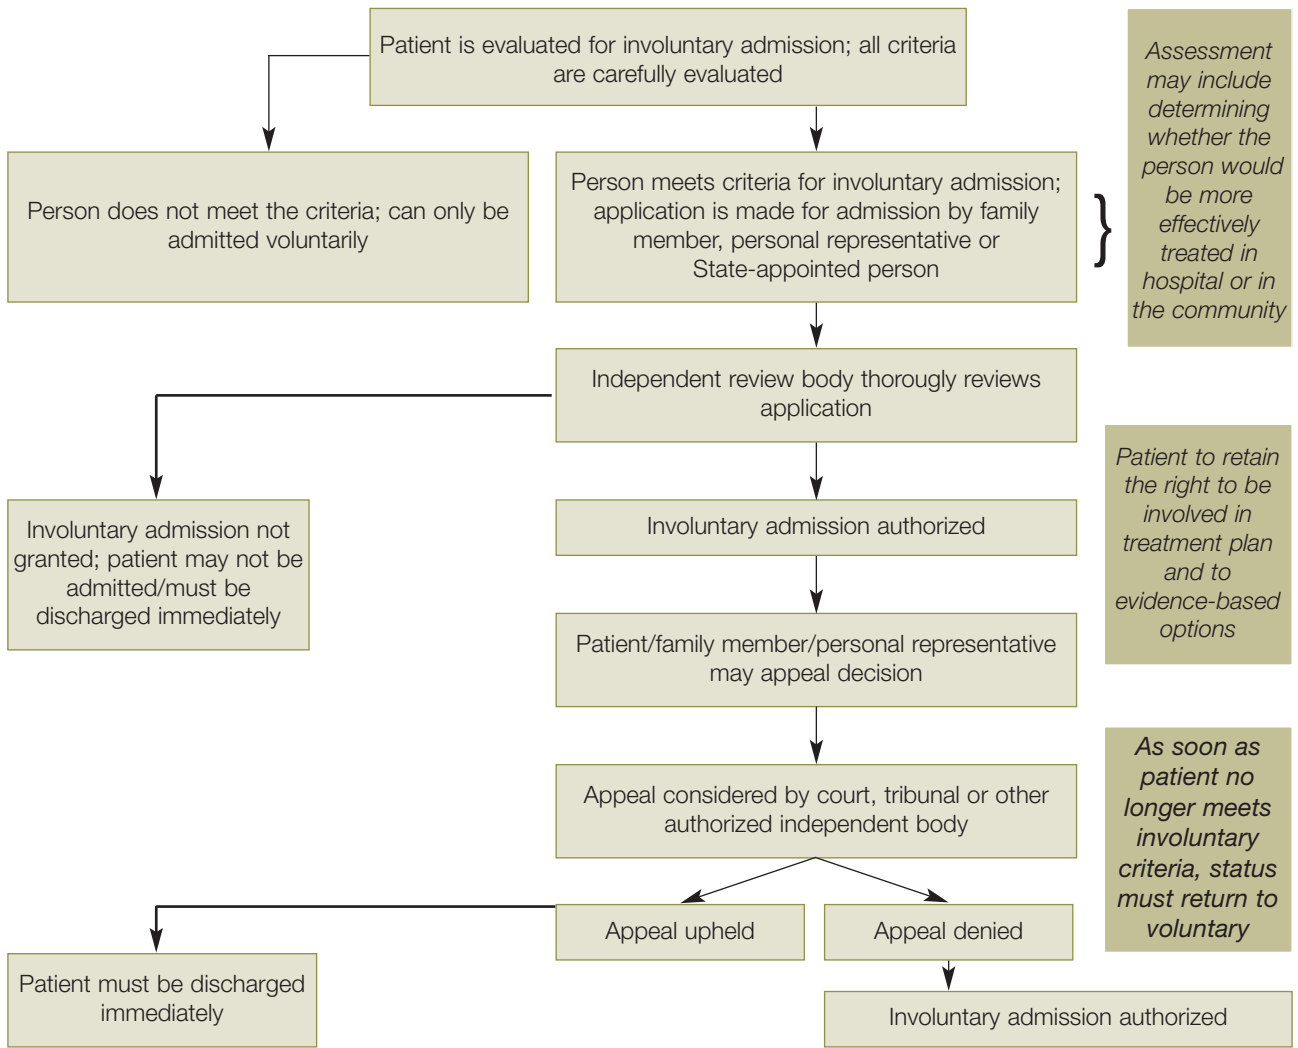 Patient is evaluated for involuntary admission; all criteria
are carefully evaluated
Assessment
may include
determining
whether the
person would
be more
effectively
treated in
hospital or in
the community
Person does not meet the criteria; can only be
admitted voluntarily
Person meets criteria for involuntary admission;
application is made for admission by family
member, personal representative or
State-appointed person
}
Independent review body thorougly reviews
application
Patient to retain
the right to be
involved in
treatment plan
and to
evidence-based
options
Involuntary admission not
granted; patient may not be
admitted/must be
discharged immediately
Involuntary admission authorized
Patient/family member/personal representative
may appeal decision
Appeal considered by court, tribunal or other
authorized independent body
As soon as
patient no
longer meets
involuntary
criteria, status
must return to
voluntary
Appeal upheld
Appeal denied
Patient must be discharged
immediately
Involuntary admission authorized